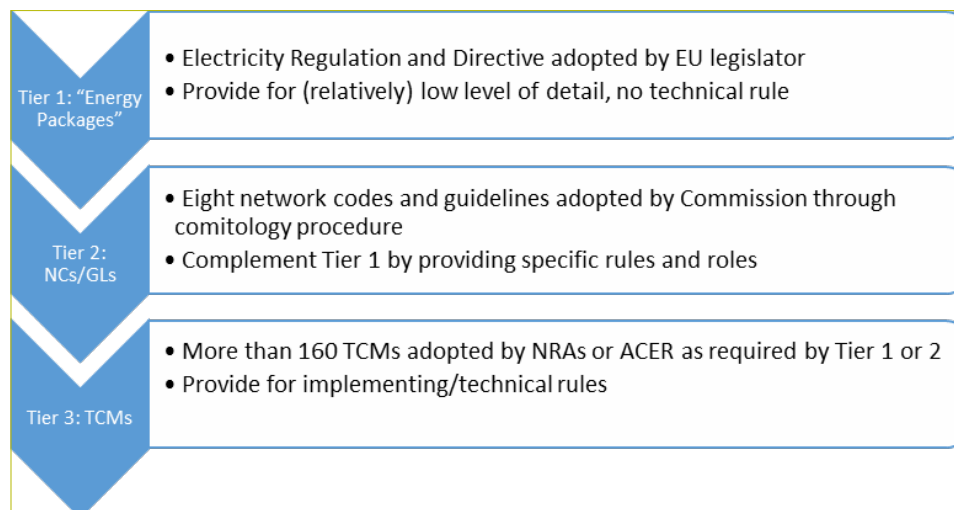 Tier 1: “Energy
Packages”
• Electricity Regulation and Directive adopted by EU legislator
• Provide for (relatively) low level of detail, no technical rule
Tier 2:
NCs/GLs
• Eight network codes and guidelines adopted by Commission through
comitology procedure
• Complement Tier 1 by providing specific rules and roles
Tier 3: TCMs
• More than 160 TCMs adopted by NRAs or ACER as required by Tier 1 or 2
• Provide for implementing/technical rules